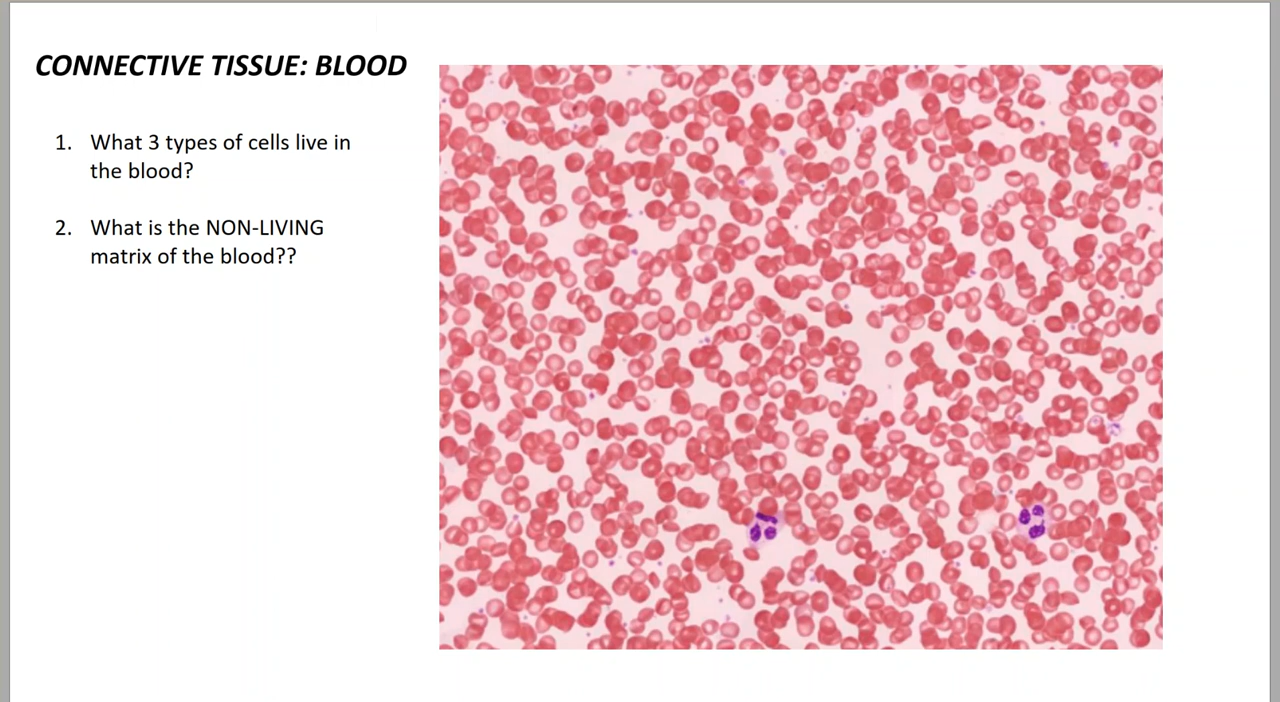 CONNECTIVE TISSUE: BLOOD
1. What 3 types of cells live in
the blood?
2. What is the NON-LIVING
matrix of the blood??